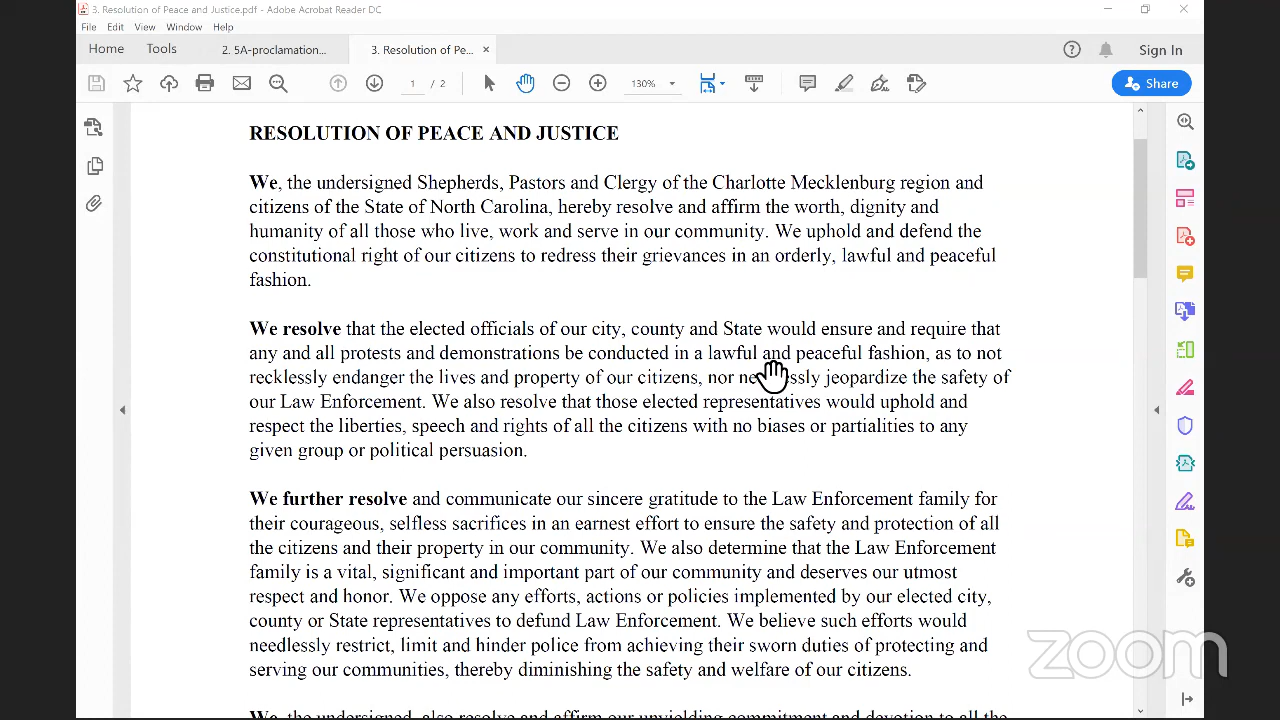 3. Resolution of Peace and Justice.pdf - Adobe Acrobat Reader DC
File Edit View Window Help
Home Tools 2. 5A-proclamation... 3. Resolution of Pe... × Sign In
1 / 2 130% Share
RESOLUTION OF PEACE AND JUSTICE
We, the undersigned Shepherds, Pastors and Clergy of the Charlotte Mecklenburg region and
citizens of the State of North Carolina, hereby resolve and affirm the worth, dignity and
humanity of all those who live, work and serve in our community. We uphold and defend the
constitutional right of our citizens to redress their grievances in an orderly, lawful and peaceful
fashion.
We resolve that the elected officials of our city, county and State would ensure and require that
any and all protests and demonstrations be conducted in a lawful and peaceful fashion, as to not
recklessly endanger the lives and property of our citizens, nor jeopardize the safety of
our Law Enforcement. We also resolve that those elected representatives would uphold and
respect the liberties, speech and rights of all the citizens with no biases or partialities to any
given group or political persuasion.
We further resolve and communicate our sincere gratitude to the Law Enforcement family for
their courageous, selfless sacrifices in an earnest effort to ensure the safety and protection of all
the citizens and their property in our community. We also determine that the Law Enforcement
family is a vital, significant and important part of our community and deserves our utmost
respect and honor. We oppose any efforts, actions or policies implemented by our elected city,
county or State representatives to defund Law Enforcement. We believe such efforts would
needlessly restrict, limit and hinder police from achieving their sworn duties of protecting and
serving our communities, thereby diminishing the safety and welfare of our citizens.
We, the undersigned, also resolve and affirm our unyielding commitment and devotion to all the
zoom